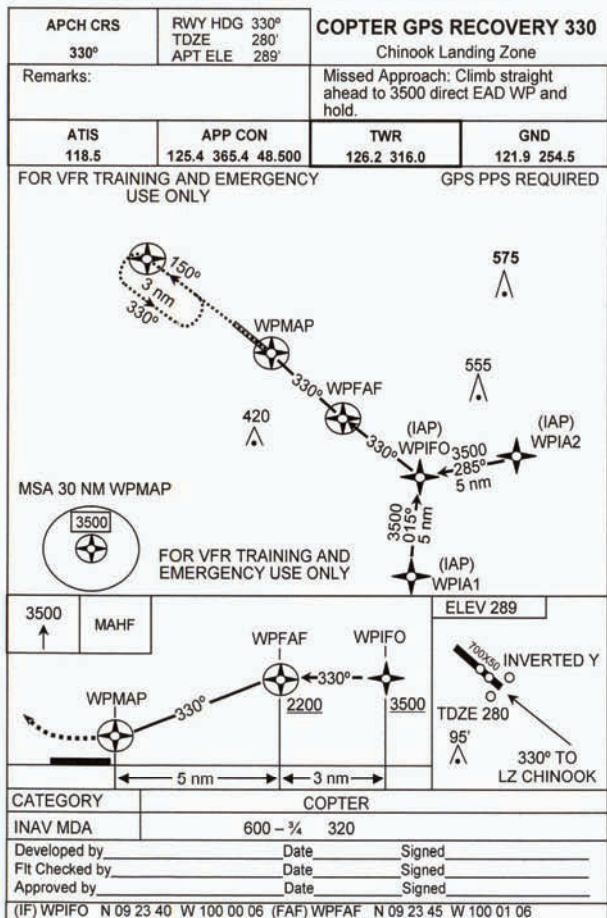 APCH CRS
330º
RWY HDG 330º
TDZE 280'
APT ELE 289'
COPTER GPS RECOVERY 330
Chinook Landing Zone
Remarks:
Missed Approach: Climb straight
ahead to 3500 direct EAD WP and
hold.
ATIS
118.5
APP CON
125.4 365.4 48.500
TWR
126.2 316.0
GND
121.9 254.5
FOR VFR TRAINING AND EMERGENCY
USE ONLY
GPS PPS REQUIRED
150º
3 nm
330º
575
WPMAP
330º
WPFAF
555
420
330º
(IAP)
WPIFO
3500
285º
5 nm
(IAP)
WPIA2
MSA 30 NM WPMAP
3500
3500
015º
5 nm
FOR VFR TRAINING AND
EMERGENCY USE ONLY
(IAP)
WPIA1
3500
MAHF
WPFAF
WPIFO
330º
2200
3500
WPMAP
330º
5 nm
3 nm
ELEV 289
700X50
INVERTED Y
TDZE 280
95'
330º TO
LZ CHINOOK
CATEGORY
COPTER
INAV MDA
600 – ¾ 320
Developed by Date Signed
Flt Checked by Date Signed
Approved by Date Signed
(IF) WPIFO N 09 23 40 W 100 00 06 (FAF) WPFAF N 09 23 45 W 100 01 06